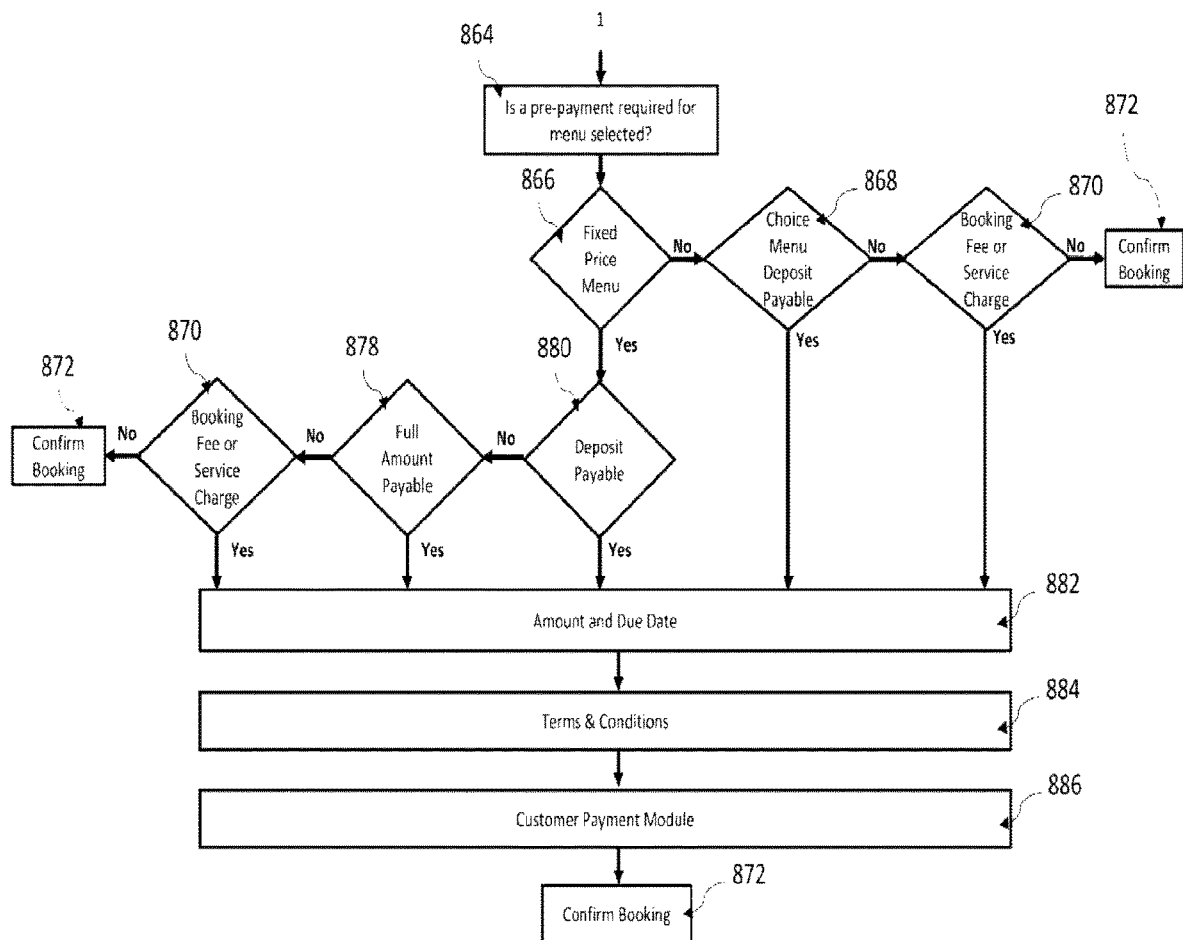 1
864
Is a pre-payment required for
menu selected?
866
Fixed
Price
Menu
No
868
Choice
Menu
Deposit
Payable
No
870
Booking
Fee or
Service
Charge
No
872
Confirm
Booking
Yes
Yes
Yes
872
Confirm
Booking
No
870
Booking
Fee or
Service
Charge
No
878
Full
Amount
Payable
No
880
Deposit
Payable
Yes
Yes
Yes
Amount and Due Date
882
Terms & Conditions
884
Customer Payment Module
886
Confirm Booking
872